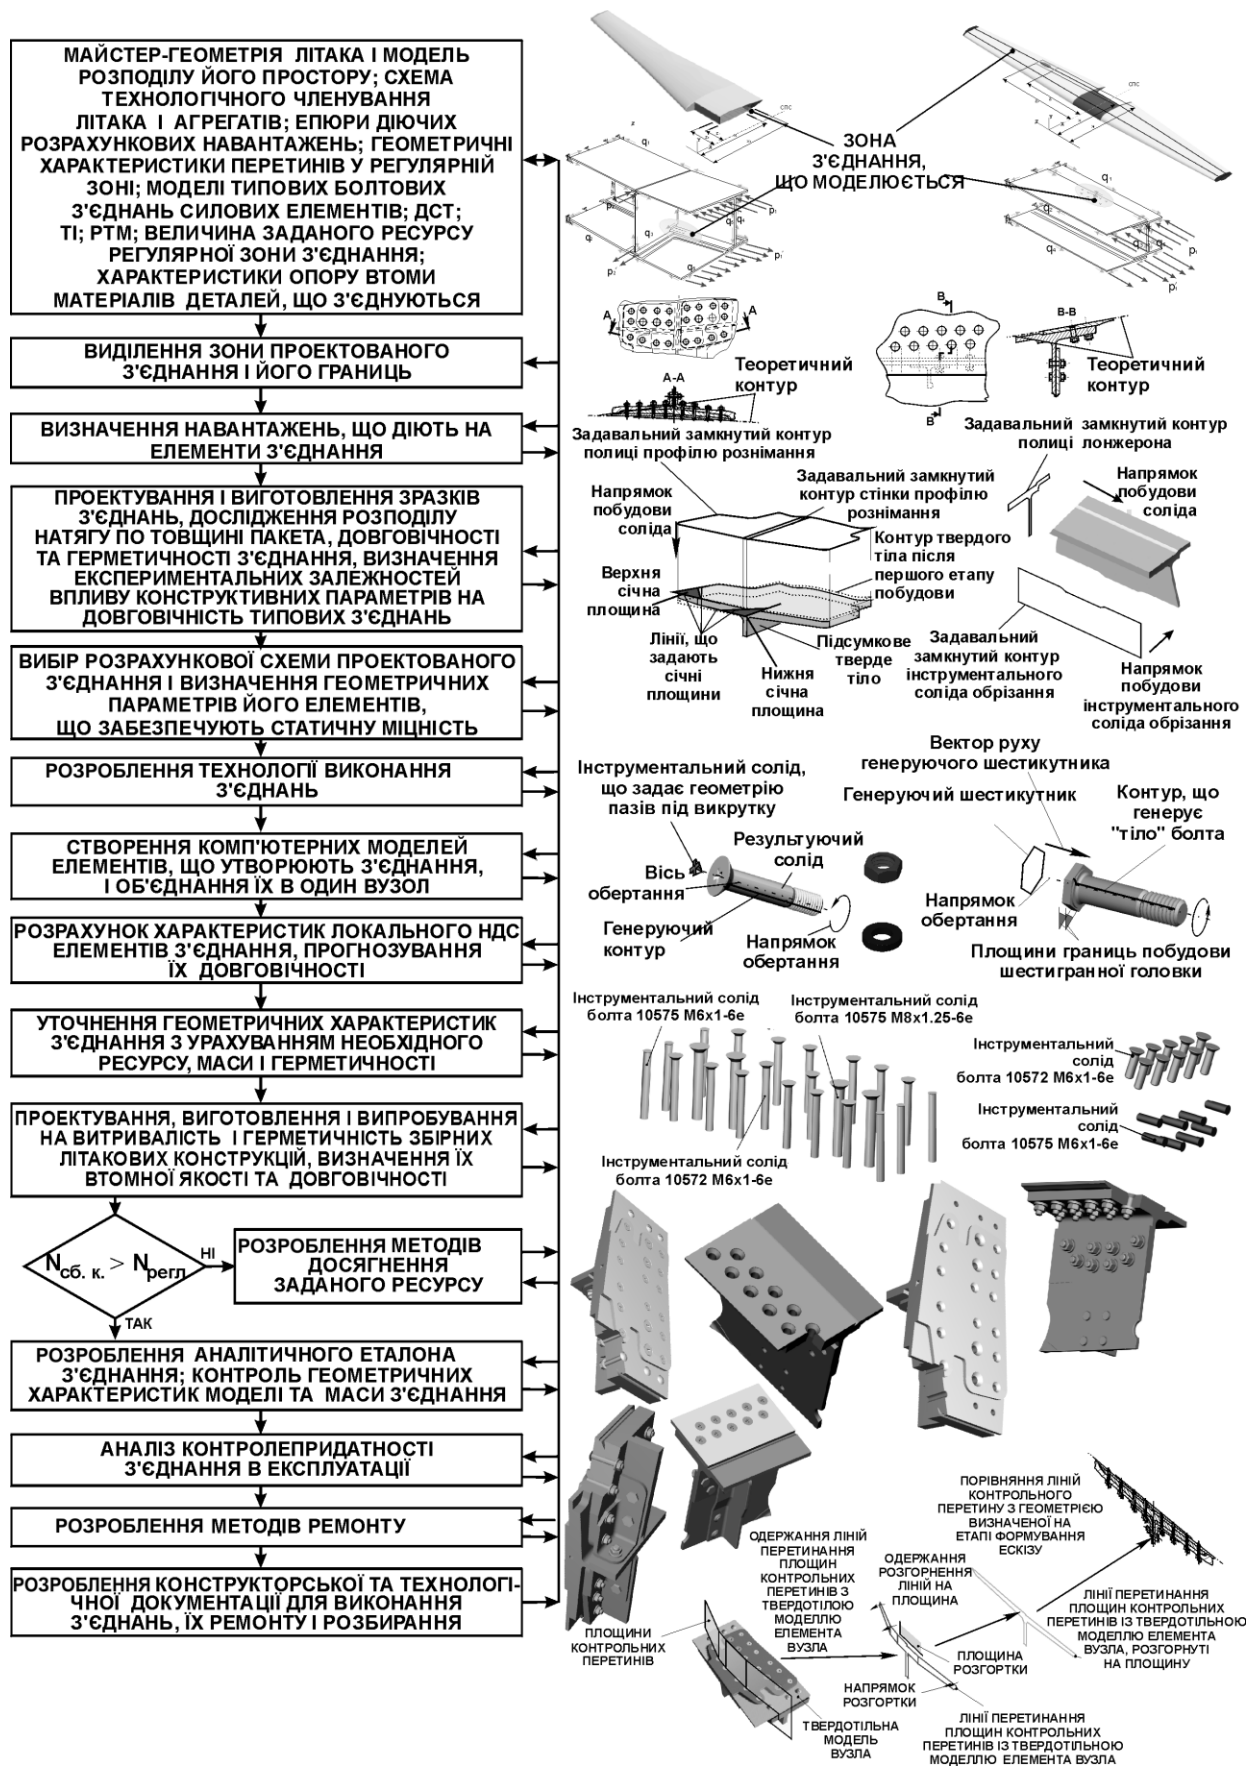 МАЙСТЕР-ГЕОМЕТРІЯ ЛІТАКА І МОДЕЛЬ
РОЗПОДІЛУ ЙОГО ПРОСТОРУ; СХЕМА
ТЕХНОЛОГІЧНОГО ЧЛЕНУВАННЯ
ЛІТАКА І АГРЕГАТІВ; ЕПЮРИ ДІЮЧИХ
РОЗРАХУНКОВИХ НАВАНТАЖЕНЬ; ГЕОМЕТРИЧНІ
ХАРАКТЕРИСТИКИ ПЕРЕТИНІВ У РЕГУЛЯРНІЙ
ЗОНІ; МОДЕЛІ ТИПОВИХ БОЛТОВИХ
З'ЄДНАНЬ СИЛОВИХ ЕЛЕМЕНТІВ; ДСТ;
ТІ; РТМ; ВЕЛИЧИНА ЗАДАНОГО РЕСУРСУ
РЕГУЛЯРНОЇ ЗОНИ З'ЄДНАННЯ;
ХАРАКТЕРИСТИКИ ОПОРУ ВТОМИ
МАТЕРІАЛІВ ДЕТАЛЕЙ, ЩО З'ЄДНУЮТЬСЯ
ВИДІЛЕННЯ ЗОНИ ПРОЕКТОВАНОГО
З'ЄДНАННЯ І ЙОГО ГРАНИЦЬ
ВИЗНАЧЕННЯ НАВАНТАЖЕНЬ, ЩО ДІЮТЬ НА
ЕЛЕМЕНТИ З'ЄДНАННЯ
ПРОЕКТУВАННЯ І ВИГОТОВЛЕННЯ ЗРАЗКІВ
З'ЄДНАНЬ, ДОСЛІДЖЕННЯ РОЗПОДІЛУ
НАТЯГУ ПО ТОВЩИНІ ПАКЕТА, ДОВГОВІЧНОСТІ
ТА ГЕРМЕТИЧНОСТІ З'ЄДНАННЯ, ВИЗНАЧЕННЯ
ЕКСПЕРИМЕНТАЛЬНИХ ЗАЛЕЖНОСТЕЙ
ВПЛИВУ КОНСТРУКТИВНИХ ПАРАМЕТРІВ НА
ДОВГОВІЧНІСТЬ ТИПОВИХ З'ЄДНАНЬ
ВИБІР РОЗРАХУНКОВОЇ СХЕМИ ПРОЕКТОВАНОГО
З'ЄДНАННЯ І ВИЗНАЧЕННЯ ГЕОМЕТРИЧНИХ
ПАРАМЕТРІВ ЙОГО ЕЛЕМЕНТІВ,
ЩО ЗАБЕЗПЕЧУЮТЬ СТАТИЧНУ МІЦНІСТЬ
РОЗРОБЛЕННЯ ТЕХНОЛОГІЇ ВИКОНАННЯ
З'ЄДНАНЬ
СТВОРЕННЯ КОМП'ЮТЕРНИХ МОДЕЛЕЙ
ЕЛЕМЕНТІВ, ЩО УТВОРЮЮТЬ З'ЄДНАННЯ,
І ОБ'ЄДНАННЯ ЇХ В ОДИН ВУЗОЛ
РОЗРАХУНОК ХАРАКТЕРИСТИК ЛОКАЛЬНОГО НДС
ЕЛЕМЕНТІВ З'ЄДНАННЯ, ПРОГНОЗУВАННЯ
ЇХ ДОВГОВІЧНОСТІ
УТОЧНЕННЯ ГЕОМЕТРИЧНИХ ХАРАКТЕРИСТИК
З'ЄДНАННЯ З УРАХУВАННЯМ НЕОБХІДНОГО
РЕСУРСУ, МАСИ І ГЕРМЕТИЧНОСТІ
ПРОЕКТУВАННЯ, ВИГОТОВЛЕННЯ І ВИПРОБУВАННЯ
НА ВИТРИВАЛІСТЬ І ГЕРМЕТИЧНІСТЬ ЗБІРНИХ
ЛІТАКОВИХ КОНСТРУКЦІЙ, ВИЗНАЧЕННЯ ЇХ
ВТОМНОЇ ЯКОСТІ ТА ДОВГОВІЧНОСТІ
Nсб. к. > Nрегл
НІ
ТАК
РОЗРОБЛЕННЯ МЕТОДІВ
ДОСЯГНЕННЯ
ЗАДАНОГО РЕСУРСУ
РОЗРОБЛЕННЯ АНАЛІТИЧНОГО ЕТАЛОНА
З'ЄДНАННЯ; КОНТРОЛЬ ГЕОМЕТРИЧНИХ
ХАРАКТЕРИСТИК МОДЕЛІ ТА МАСИ З'ЄДНАННЯ
АНАЛІЗ КОНТРОЛЕПРИДАТНОСТІ
З'ЄДНАННЯ В ЕКСПЛУАТАЦІЇ
РОЗРОБЛЕННЯ МЕТОДІВ РЕМОНТУ
РОЗРОБЛЕННЯ КОНСТРУКТОРСЬКОЇ ТА ТЕХНОЛОГІ-
ЧНОЇ ДОКУМЕНТАЦІЇ ДЛЯ ВИКОНАННЯ
З'ЄДНАНЬ, ЇХ РЕМОНТУ І РОЗБИРАННЯ
ЗОНА
З'ЄДНАННЯ,
ЩО МОДЕЛЮЄТЬСЯ
A
A
Теоретичний
контур
A-A
B
B-B
B
Теоретичний
контур
Задавальний замкнутий контур
полиці профілю рознімання
Задавальний замкнутий контур
полиці лонжерона
Напрямок
побудови
соліда
Задавальний замкнутий
контур стінки профілю
рознімання
Контур твердого
тіла після
першого етапу
побудови
Верхня
січна
площина
Лінії, що
задають
січні
площини
Нижня
січна
площина
Підсумкове
тверде
тіло
Напрямок
побудови
соліда
Задавальний
замкнутий контур
інструментального
соліда обрізання
Напрямок
побудови
інструментального
соліда обрізання
Інструментальний солід,
що задає геометрію
пазів під викрутку
Результуючий
солід
Вісь
обертання
Генеруючий
контур
Напрямок
обертання
Вектор руху
генеруючого шестикутника
Генеруючий шестикутник
Контур, що
генерує
"тіло" болта
Напрямок
обертання
Площини границь побудови
шестигранної головки
Інструментальний солід
болта 10575 М6х1-6е
Інструментальний солід
болта 10575 М8х1.25-6е
Інструментальний солід
болта 10572 М6х1-6е
Інструментальний
солід
болта 10572 М6х1-6е
Інструментальний
солід
болта 10575 М6х1-6е
ПОРІВНЯННЯ ЛІНІЙ
КОНТРОЛЬНОГО
ПЕРЕТИНУ З ГЕОМЕТРІЄЮ
ВИЗНАЧЕНОЇ НА
ЕТАПІ ФОРМУВАННЯ
ЕСКІЗУ
ОДЕРЖАННЯ ЛІНІЙ
ПЕРЕТИНАННЯ
ПЛОЩИН
КОНТРОЛЬНИХ
ПЕРЕТИНІВ З
ТВЕРДОТІЛОЮ
МОДЕЛЛЮ
ЕЛЕМЕНТА
ВУЗЛА
ОДЕРЖАННЯ
РОЗГОРНЕННЯ
ЛІНІЙ НА
ПЛОЩИНА
ЛІНІЇ ПЕРЕТИНАННЯ
ПЛОЩИН КОНТРОЛЬНИХ
ПЕРЕТИНІВ ІЗ ТВЕРДОТІЛЬНОЮ
МОДЕЛЛЮ ЕЛЕМЕНТА
ВУЗЛА, РОЗГОРНУТІ
НА ПЛОЩИНУ
ПЛОЩИНИ
КОНТРОЛЬНИХ
ПЕРЕТИНІВ
ПЛОЩИНА
РОЗГОРТКИ
НАПРЯМОК
РОЗГОРТКИ
ТВЕРДОТІЛЬНА
МОДЕЛЬ
ВУЗЛА
ЛІНІЇ ПЕРЕТИНАННЯ
ПЛОЩИН КОНТРОЛЬНИХ
ПЕРЕТИНІВ ІЗ ТВЕРДОТІЛЬНОЮ
МОДЕЛЛЮ ЕЛЕМЕНТА ВУЗЛА